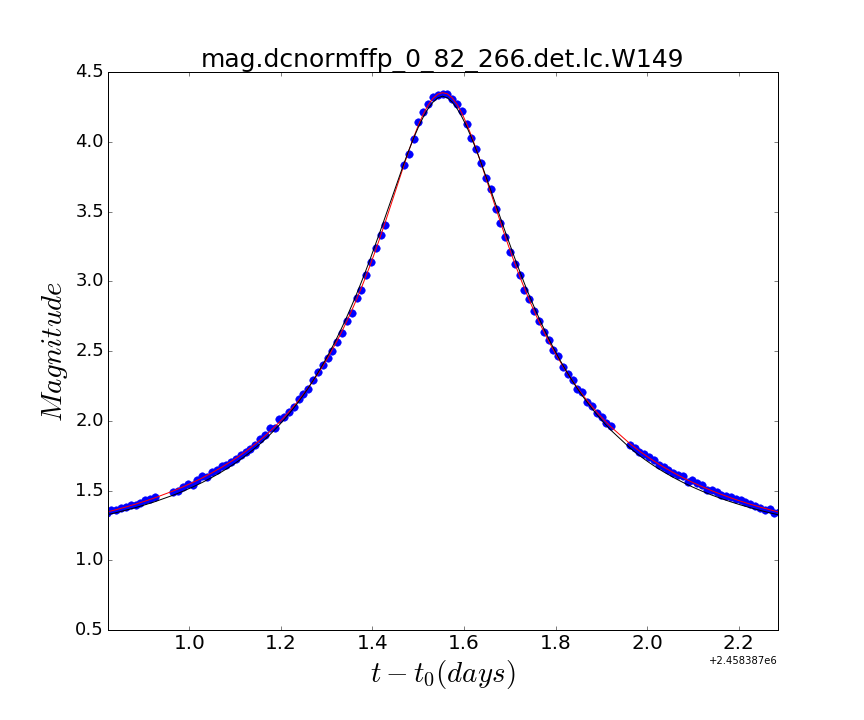 mag.dcnormffp_0_82_266.det.lc.W149
4.5
4.0
3.5
3.0
2.5
2.0
1.5
1.0
0.5
Magnitude
1.0 1.2 1.4 1.6 1.8 2.0 2.2
+2.458387e6
t − t₀(days)